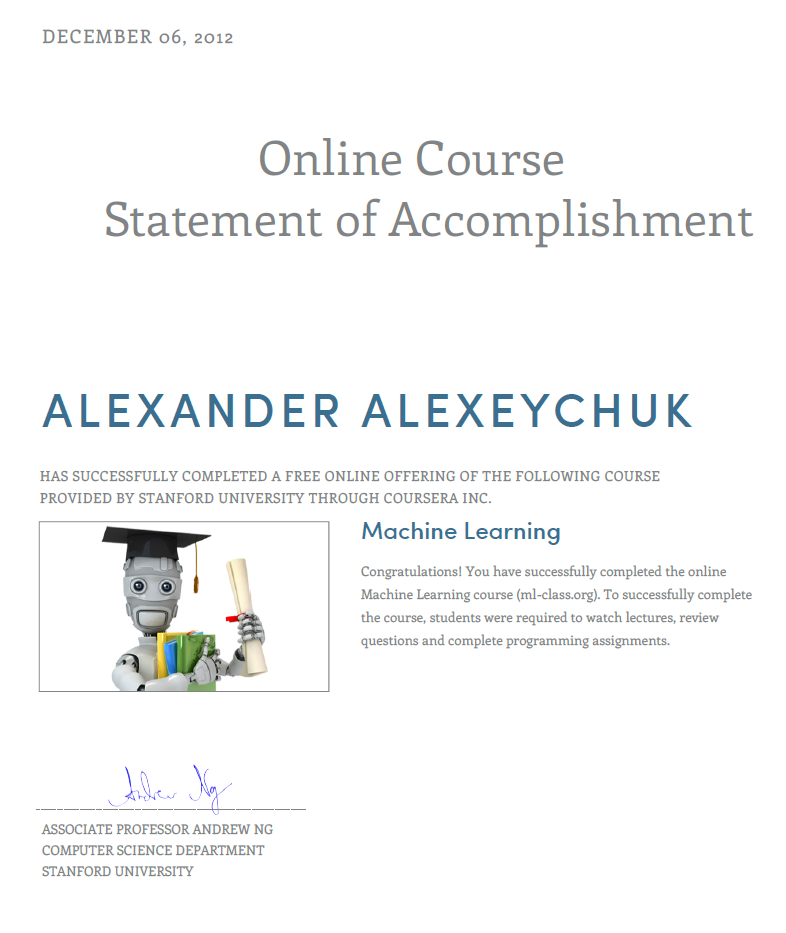 DECEMBER 06, 2012
Online Course
Statement of Accomplishment
ALEXANDER ALEXEYCHUK
HAS SUCCESSFULLY COMPLETED A FREE ONLINE OFFERING OF THE FOLLOWING COURSE
PROVIDED BY STANFORD UNIVERSITY THROUGH COURSERA INC.
Machine Learning
Congratulations! You have successfully completed the online
Machine Learning course (ml-class.org). To successfully complete
the course, students were required to watch lectures, review
questions and complete programming assignments.
Andrew Ng
ASSOCIATE PROFESSOR ANDREW NG
COMPUTER SCIENCE DEPARTMENT
STANFORD UNIVERSITY